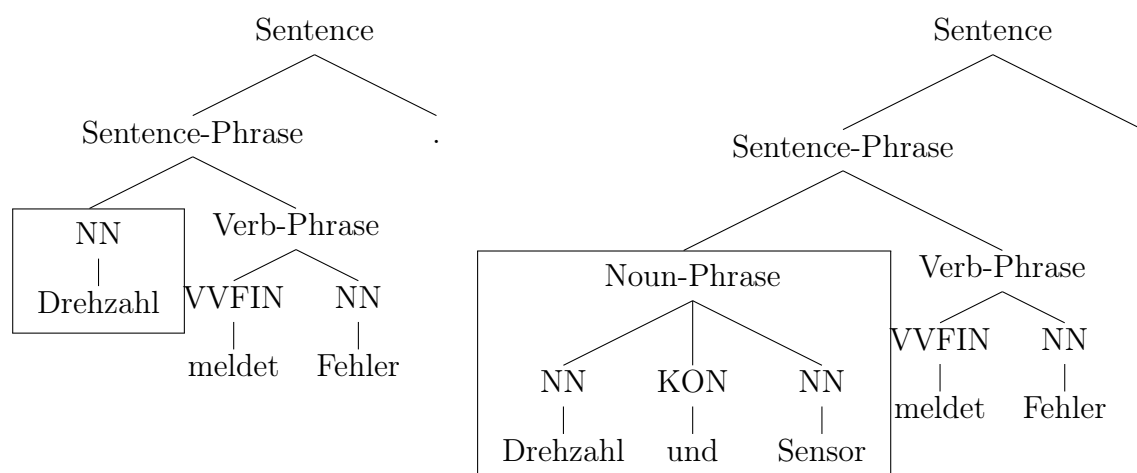 Sentence
Sentence-Phrase
.
NN
Verb-Phrase
Drehzahl
VVFIN
NN
meldet
Fehler
Sentence
Sentence-Phrase
Noun-Phrase
Verb-Phrase
NN
KON
NN
VVFIN
NN
Drehzahl
und
Sensor
meldet
Fehler